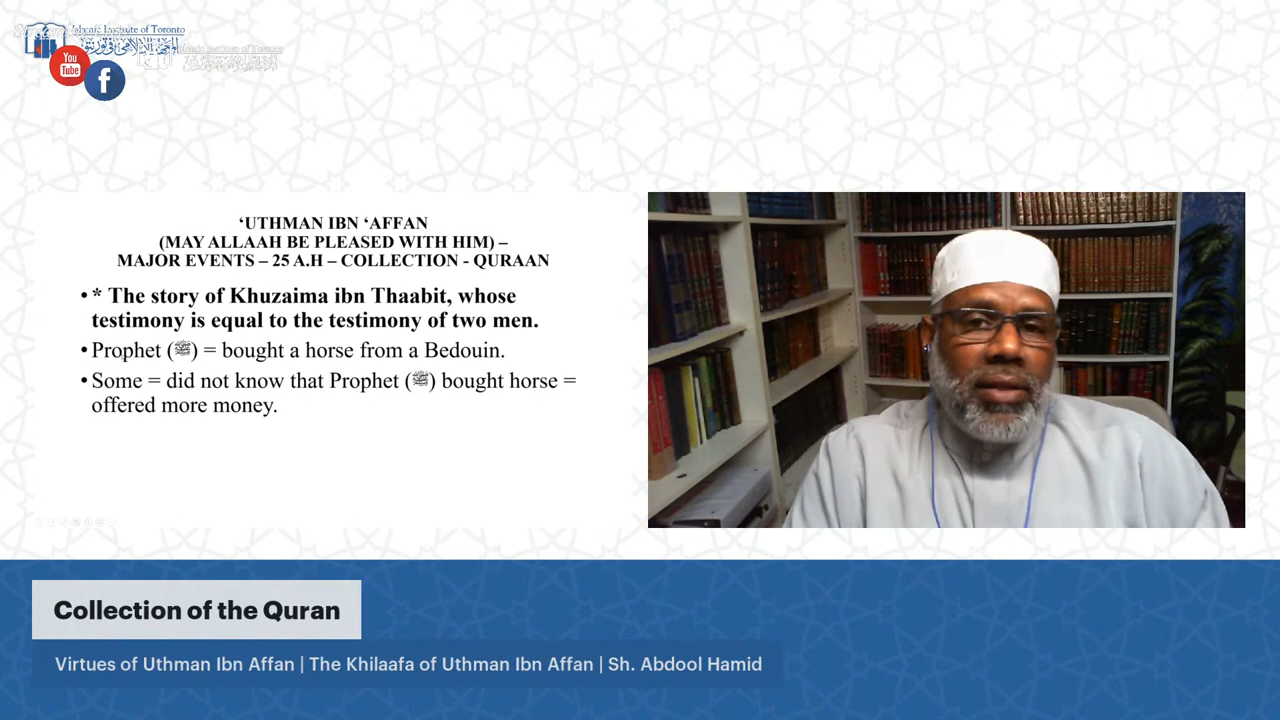 Islamic Institute of Toronto
You
Tube
f
‘UTHMAN IBN ‘AFFAN
(MAY ALLAAH BE PLEASED WITH HIM) –
MAJOR EVENTS – 25 A.H – COLLECTION - QURAAN
• * The story of Khuzaima ibn Thaabit, whose
testimony is equal to the testimony of two men.
• Prophet (ﷺ) = bought a horse from a Bedouin.
• Some = did not know that Prophet (ﷺ) bought horse =
offered more money.
Collection of the Quran
Virtues of Uthman Ibn Affan | The Khilaafa of Uthman Ibn Affan | Sh. Abdool Hamid